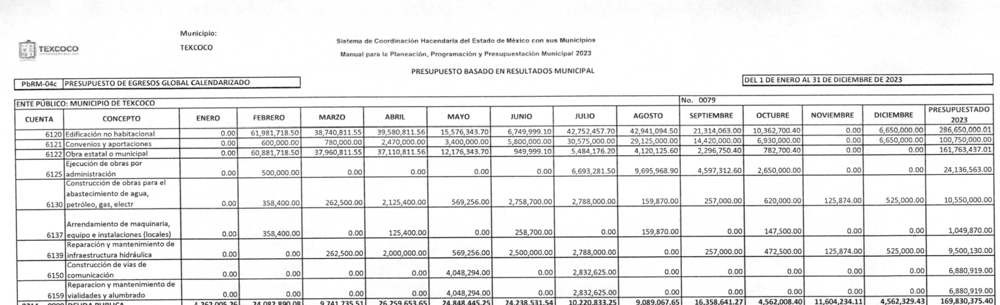 Municipio:
TEXCOCO
TEXCOCO
Sistema de Coordinación Hacendaria del Estado de México con sus Municipios
Manual para la Planeación, Programación y Presupuestación Municipal 2023
PRESUPUESTO BASADO EN RESULTADOS MUNICIPAL
PbRM-04c PRESUPUESTO DE EGRESOS GLOBAL CALENDARIZADO
DEL 1 DE ENERO AL 31 DE DICIEMBRE DE 2023
ENTE PÚBLICO: MUNICIPIO DE TEXCOCO No. 0079
CUENTA CONCEPTO ENERO FEBRERO MARZO ABRIL MAYO JUNIO JULIO AGOSTO SEPTIEMBRE OCTUBRE NOVIEMBRE DICIEMBRE PRESUPUESTADO
2023
6120 Edificación no habitacional 0.00 61,981,718.50 38,740,811.55 39,580,811.56 15,576,343.70 6,749,999.10 42,752,457.70 42,941,094.50 21,314,063.00 10,362,700.40 0.00 6,650,000.00 286,650,000.01
6121 Convenios y aportaciones 0.00 600,000.00 780,000.00 2,470,000.00 3,400,000.00 5,800,000.00 30,575,000.00 29,125,000.00 14,420,000.00 6,930,000.00 0.00 6,650,000.00 100,750,000.00
6122 Obra estatal o municipal 0.00 60,881,718.50 37,960,811.55 37,110,811.56 12,176,343.70 949,999.10 5,484,176.20 4,120,125.60 2,296,750.40 782,700.40 0.00 0.00 161,763,437.01
Ejecución de obras por
6125 administración 0.00 500,000.00 0.00 0.00 0.00 0.00 6,693,281.50 9,695,968.90 4,597,312.60 2,650,000.00 0.00 0.00 24,136,563.00
Construcción de obras para el
abastecimiento de agua,
6130 petróleo, gas, electr 0.00 358,400.00 262,500.00 2,125,400.00 569,256.00 2,758,700.00 2,788,000.00 159,870.00 257,000.00 620,000.00 125,874.00 525,000.00 10,550,000.00
Arrendamiento de maquinaria,
6137 equipo e instalaciones (locales) 0.00 358,400.00 0.00 125,400.00 0.00 258,700.00 0.00 159,870.00 0.00 147,500.00 0.00 0.00 1,049,870.00
Reparación y mantenimiento de
6139 infraestructura hidráulica 0.00 0.00 262,500.00 2,000,000.00 569,256.00 2,500,000.00 2,788,000.00 0.00 257,000.00 472,500.00 125,874.00 525,000.00 9,500,130.00
Construcción de vías de
6150 comunicación 0.00 0.00 0.00 0.00 4,048,294.00 0.00 2,832,625.00 0.00 0.00 0.00 0.00 0.00 6,880,919.00
Reparacion y mantenimiento de
6159 vialidades y alumbrado 0.00 0.00 0.00 0.00 4,048,294.00 0.00 2,832,625.00 0.00 0.00 0.00 0.00 0.00 6,880,919.00
DEUDA PUBLICA 4,262,005.26 24,082,890.08 9,741,735.51 26,259,653.65 24,848,445.25 24,238,531.54 10,220,833.25 9,089,067.65 16,358,641.27 4,562,008.40 11,604,234.11 4,562,329.43 169,830,375.40